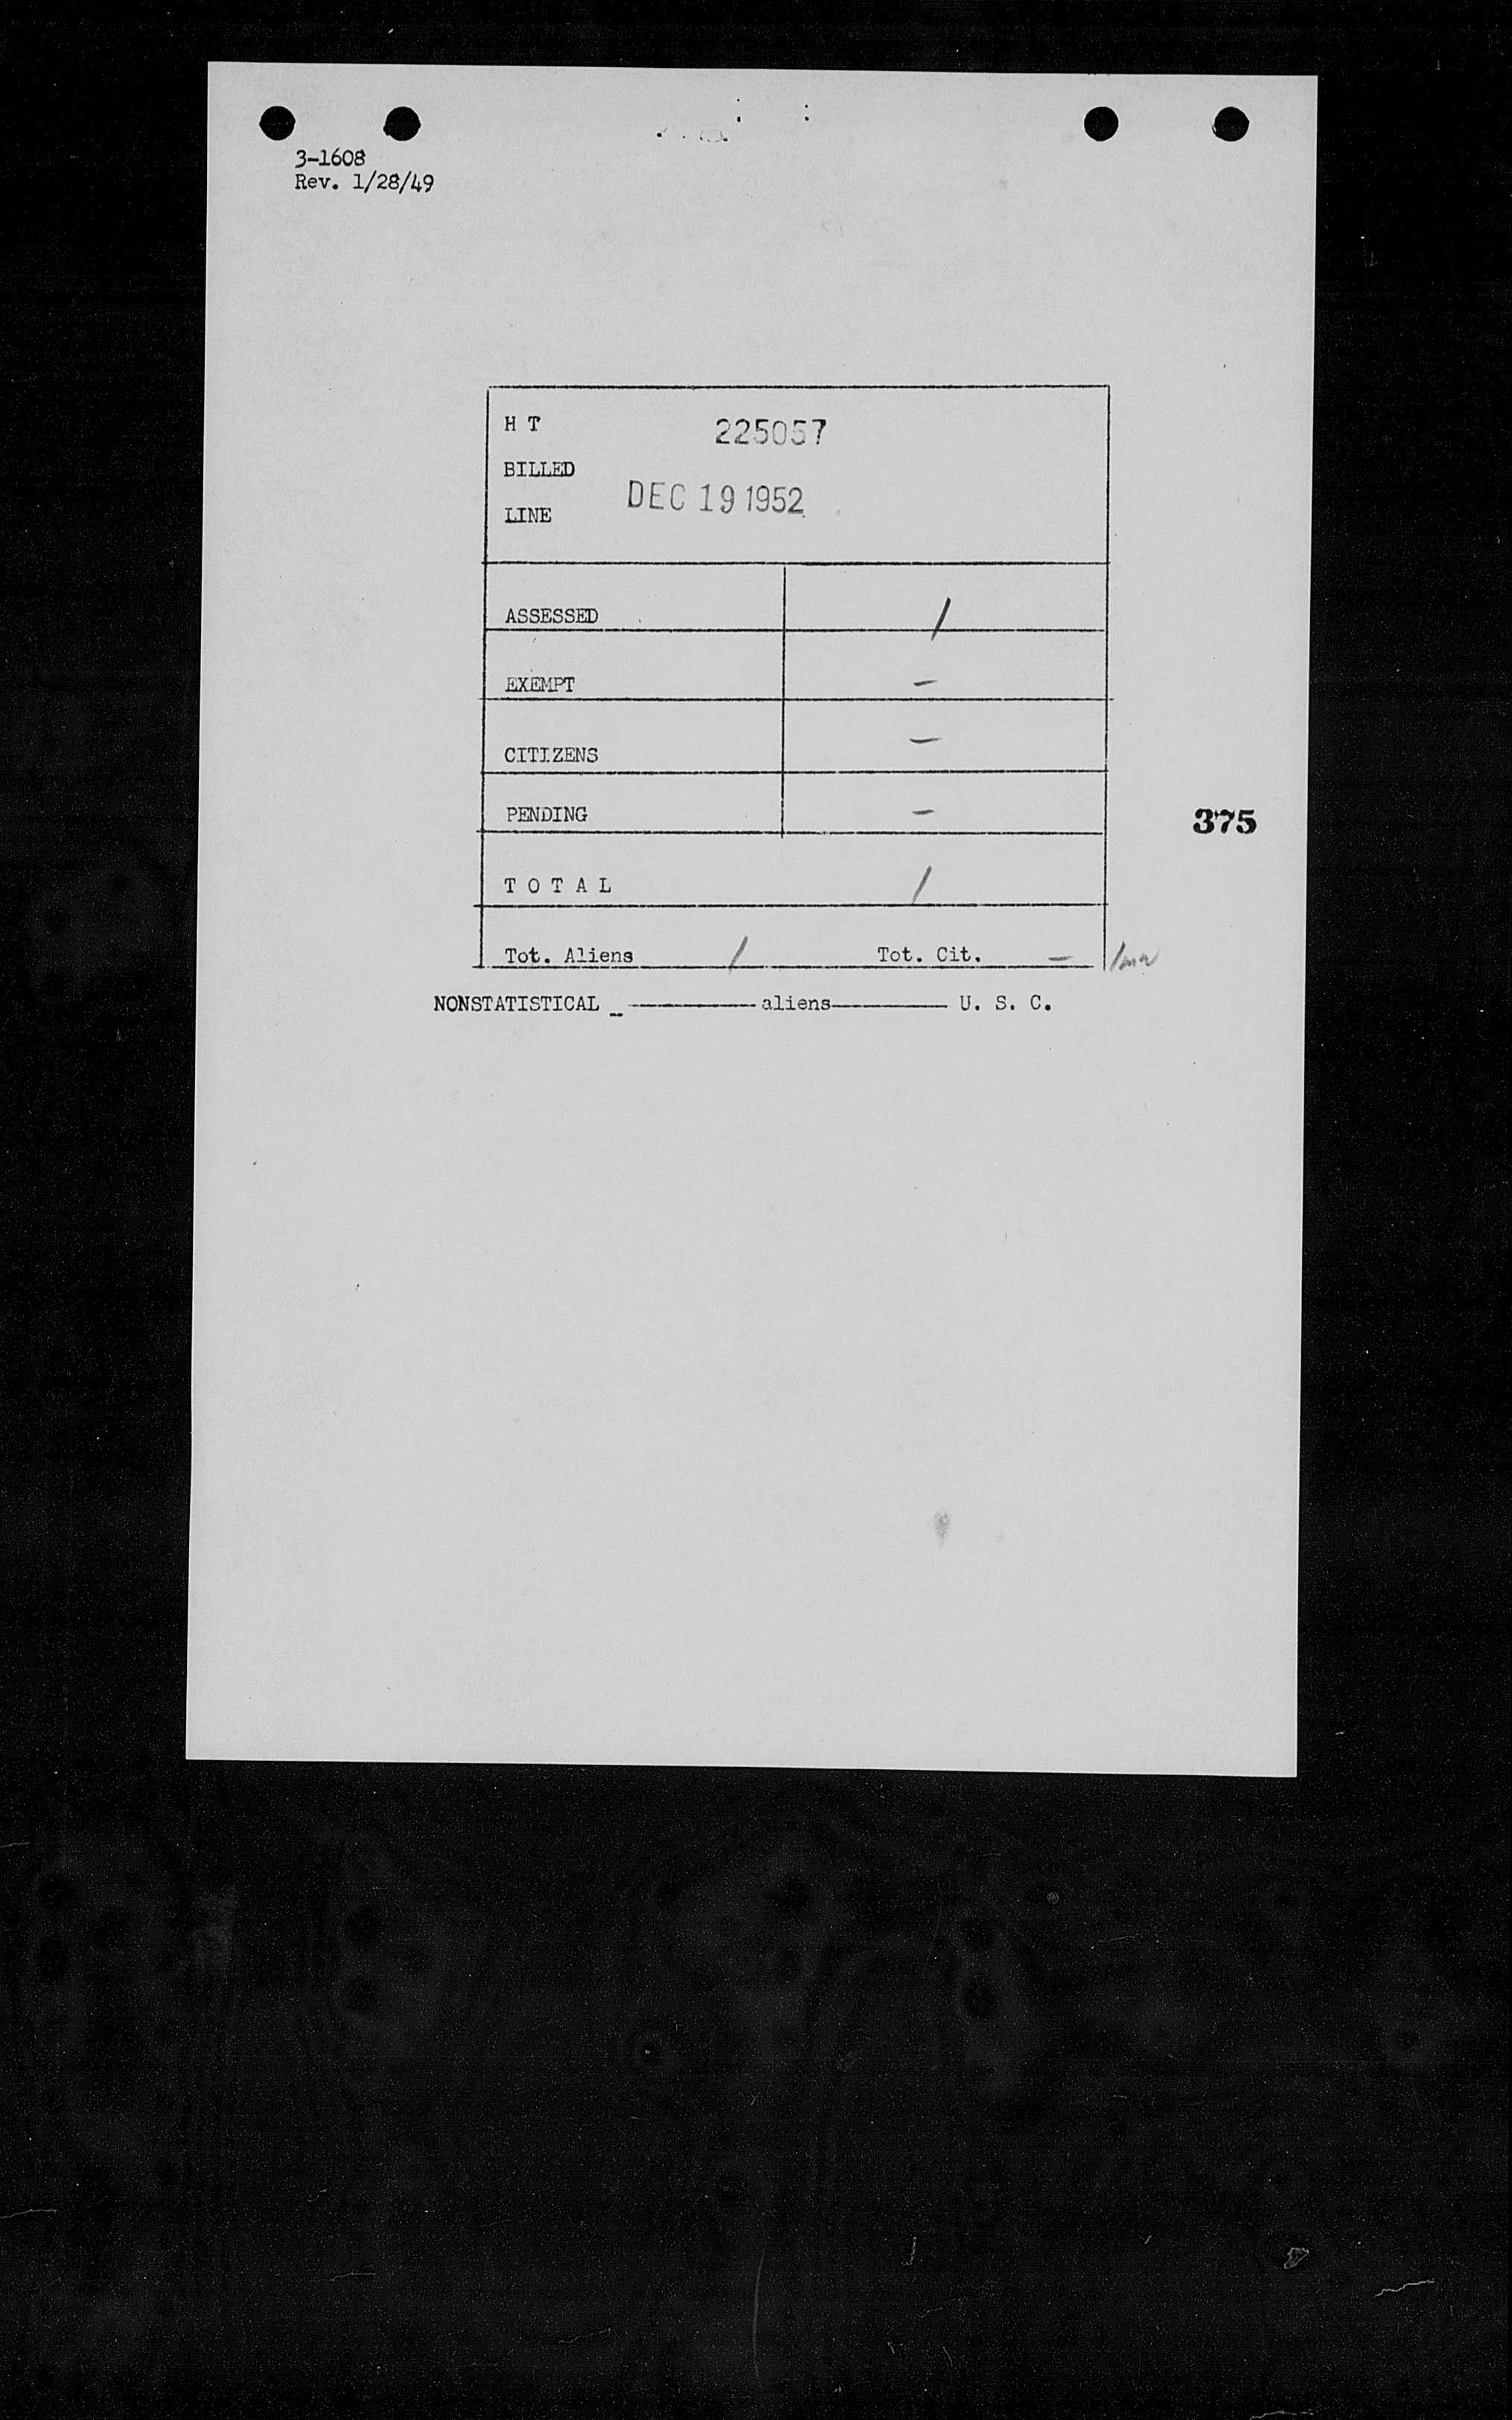 3-1608
Rev. 1/28/49
H T 225057
BILLED
DEC 19 1952
LINE
ASSESSED /
EXEMPT –
CITIZENS –
PENDING –
375
T O T A L /
Tot. Aliens / Tot. Cit. –
NONSTATISTICAL _ ———— aliens———— U. S. C.